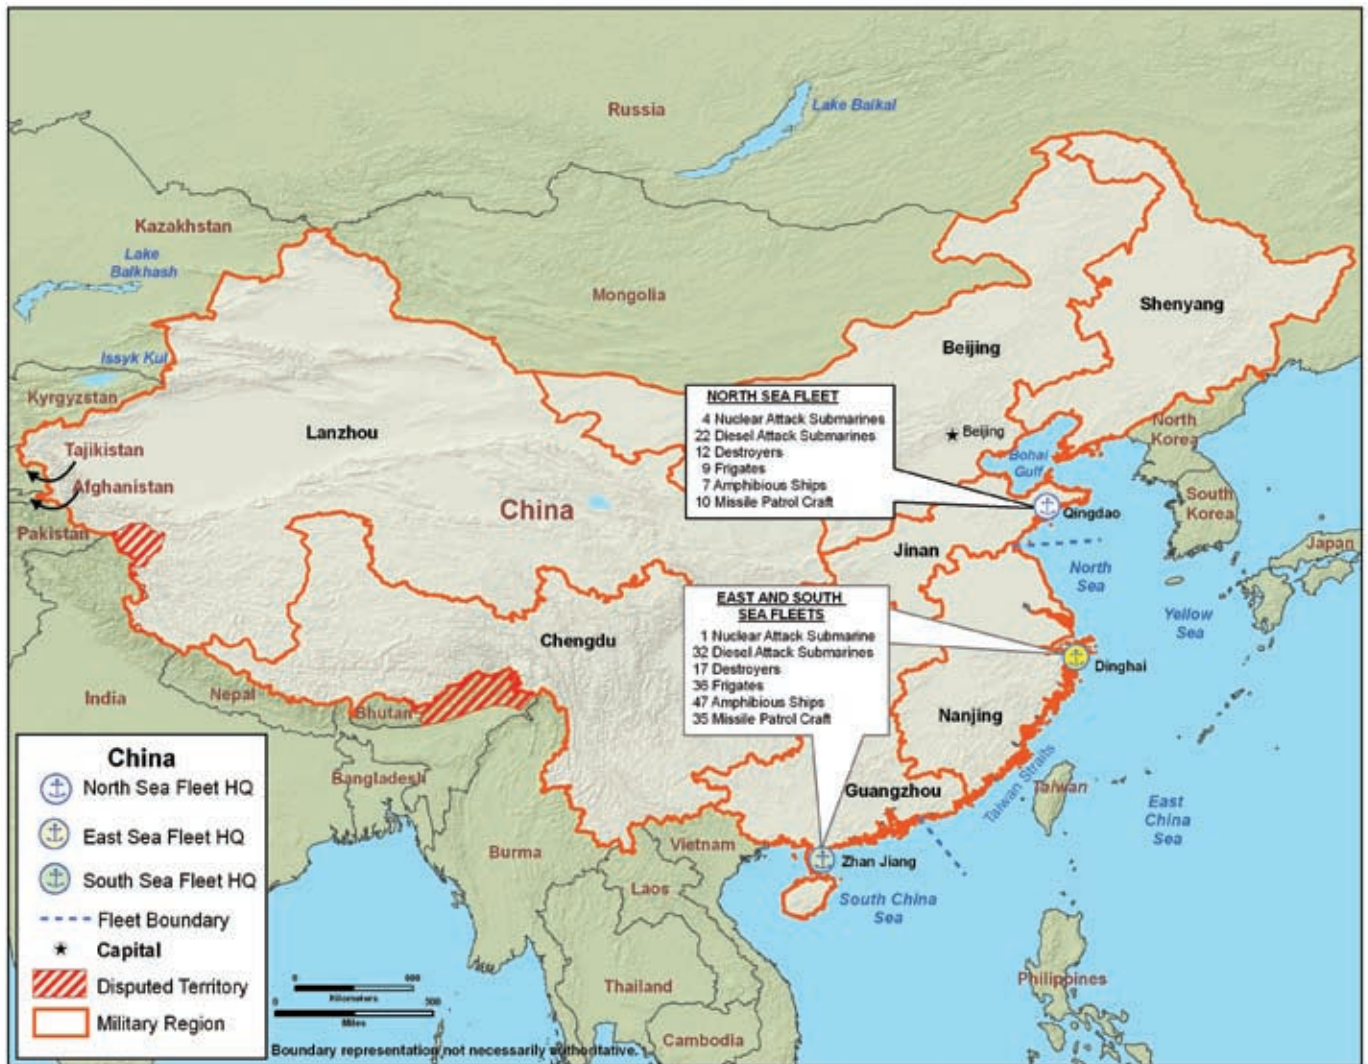 Russia
Lake Baikal
Kazakhstan
Lake
Balkhash
Mongolia
Shenyang
Beijing
Issyk Kul
Kyrgyzstan
NORTH SEA FLEET
4 Nuclear Attack Submarines
22 Diesel Attack Submarines
12 Destroyers
9 Frigates
7 Amphibious Ships
10 Missile Patrol Craft
Lanzhou
Beijing
North
Korea
Tajikistan
Bohai
Gulf
Afghanistan
China
South
Korea
Qingdao
Pakistan
Jinan
Japan
North
Sea
EAST AND SOUTH
SEA FLEETS
1 Nuclear Attack Submarine
32 Diesel Attack Submarines
17 Destroyers
36 Frigates
47 Amphibious Ships
35 Missile Patrol Craft
Yellow
Sea
Chengdu
Dinghai
India
Nepal
Bhutan
Nanjing
China
North Sea Fleet HQ
East Sea Fleet HQ
South Sea Fleet HQ
Fleet Boundary
Capital
Disputed Territory
Military Region
Bangladesh
Guangzhou
Taiwan Straits
Taiwan
East
China
Sea
Burma
Vietnam
Zhan Jiang
Laos
South China
Sea
Thailand
Philippines
Cambodia
0 600
Kilometers
0 500
Miles
Boundary representation not necessarily authoritative.